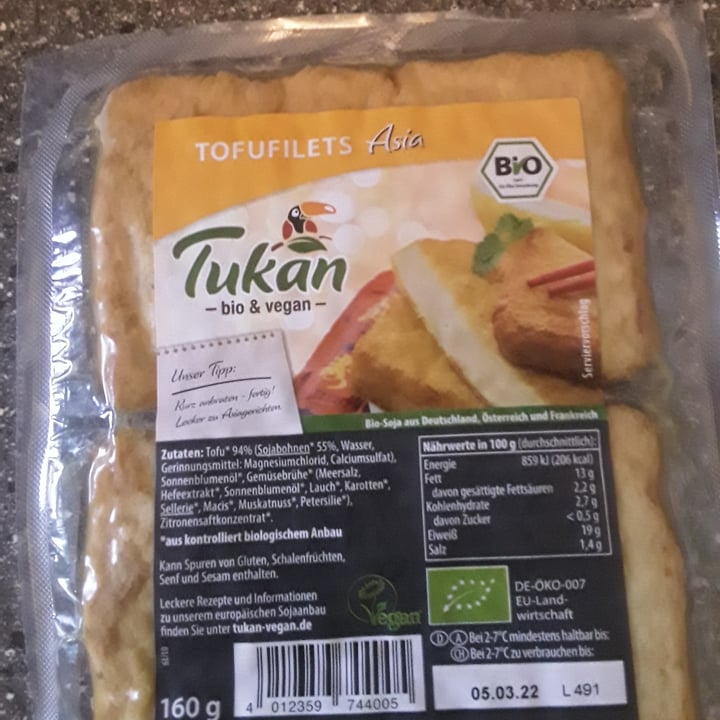 TOFUFILETS Asia
BiO
Tukan
– bio & vegan –
Serviervorschlag
Unser Tipp:
Kurz anbraten - fertig!
Lecker zu Asiagerichten.
Bio-Soja aus Deutschland, Österreich und Frankreich
Zutaten: Tofu* 94% (Sojabohnen* 55%, Wasser,
Gerinnungsmittel: Magnesiumchlorid, Calciumsulfat),
Sonnenblumenöl*, Gemüsebrühe* (Meersalz,
Hefeextrakt*, Sonnenblumenöl*, Lauch*, Karotten*,
Sellerie*, Macis*, Muskatnuss*, Petersilie*),
Zitronensaftkonzentrat*.
*aus kontrolliert biologischem Anbau
Kann Spuren von Gluten, Schalenfrüchten,
Senf und Sesam enthalten.
Leckere Rezepte und Informationen
zu unserem europäischen Sojaanbau
finden Sie unter tukan-vegan.de
Nährwerte in 100 g (durchschnittlich):
Energie 859 kJ (206 kcal)
Fett 13 g
davon gesättigte Fettsäuren 2,2 g
Kohlenhydrate 2,7 g
davon Zucker < 0,5 g
Eiweiß 19 g
Salz 1,4 g
Vegan
DE-ÖKO-007
EU-Land-
wirtschaft
D A Bei 2-7°C mindestens haltbar bis:
CH Bei 2-7°C zu verbrauchen bis:
05.03.22 L 491
160 g
4 012359 744005